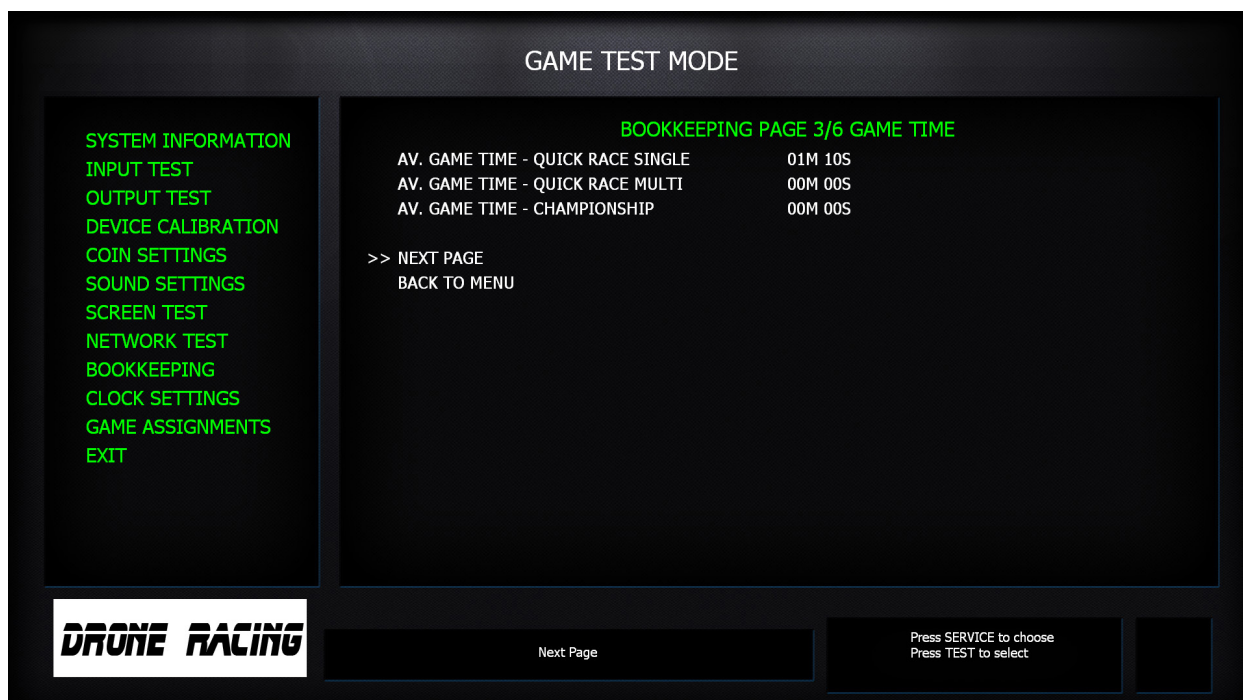 GAME TEST MODE
SYSTEM INFORMATION
INPUT TEST
OUTPUT TEST
DEVICE CALIBRATION
COIN SETTINGS
SOUND SETTINGS
SCREEN TEST
NETWORK TEST
BOOKKEEPING
CLOCK SETTINGS
GAME ASSIGNMENTS
EXIT
BOOKKEEPING PAGE 3/6 GAME TIME
AV. GAME TIME - QUICK RACE SINGLE 01M 10S
AV. GAME TIME - QUICK RACE MULTI 00M 00S
AV. GAME TIME - CHAMPIONSHIP 00M 00S
>> NEXT PAGE
BACK TO MENU
DRONE RACING
Next Page
Press SERVICE to choose
Press TEST to select